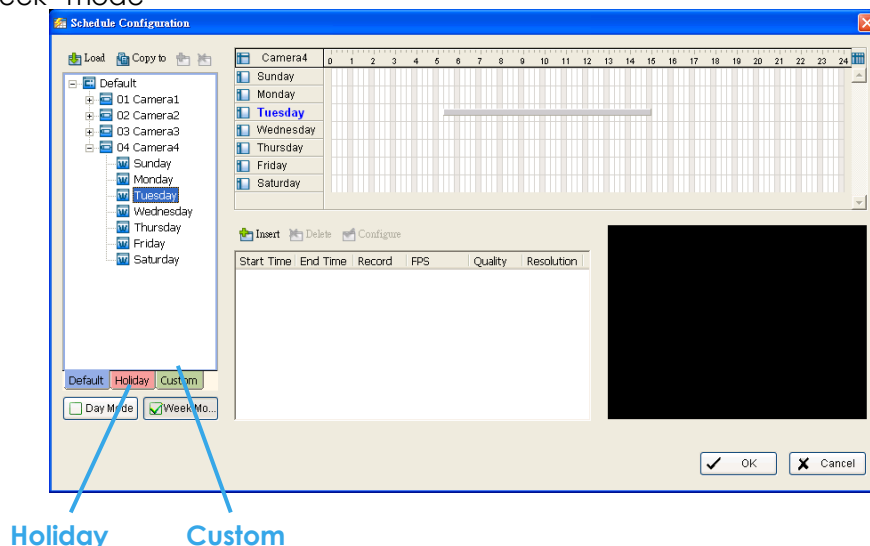 mode
Schedule Configuration
Load Copy to
Default
01 Camera1
02 Camera2
03 Camera3
04 Camera4
Sunday
Monday
Tuesday
Wednesday
Thursday
Friday
Saturday
Default Holiday Custom
Day Mode Week Mo...
Camera4 0 1 2 3 4 5 6 7 8 9 10 11 12 13 14 15 16 17 18 19 20 21 22 23 24
Sunday
Monday
Tuesday
Wednesday
Thursday
Friday
Saturday
Insert Delete Configure
Start Time End Time Record FPS Quality Resolution
OK Cancel
Holiday Custom